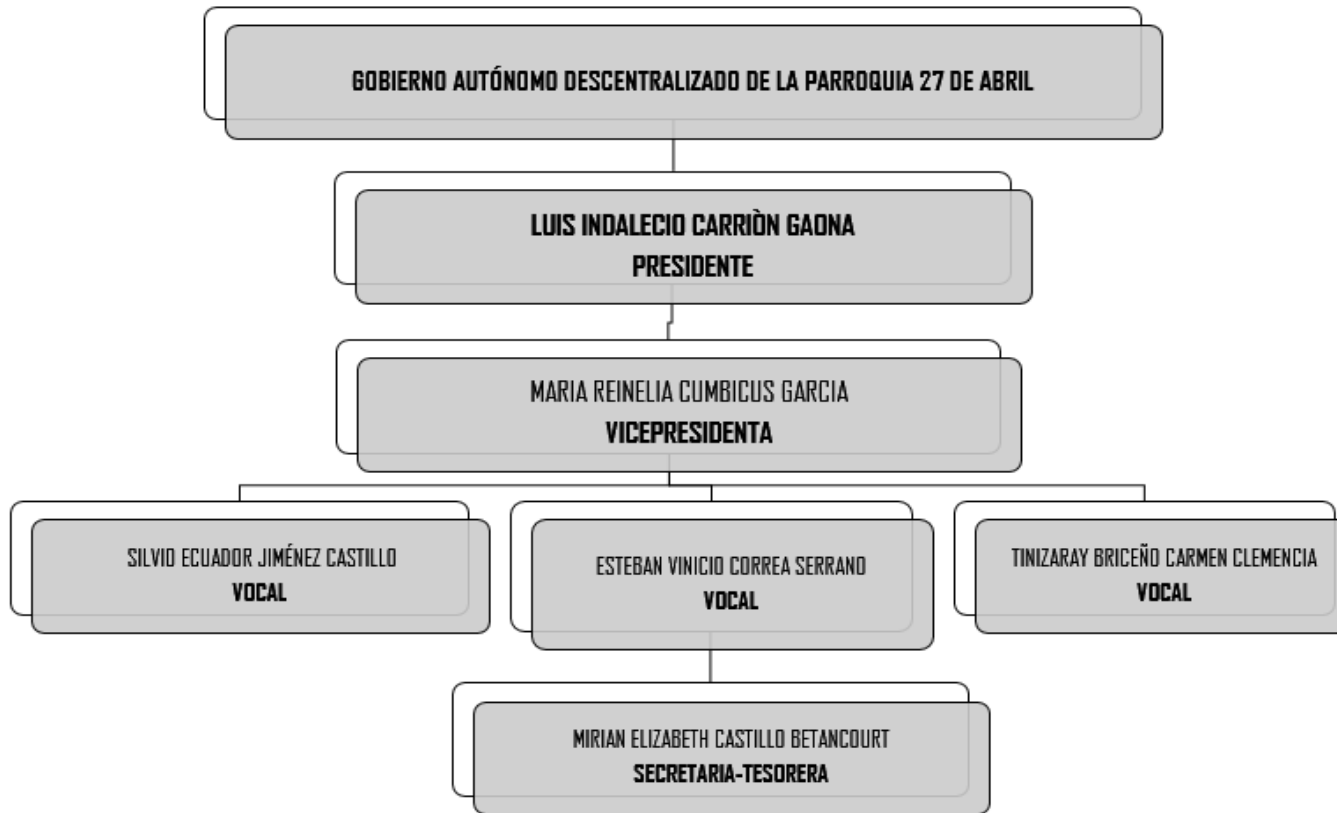 GOBIERNO AUTÓNOMO DESCENTRALIZADO DE LA PARROQUIA 27 DE ABRIL
LUIS INDALECIO CARRIÒN GAONA
PRESIDENTE
MARIA REINELIA CUMBICUS GARCIA
VICEPRESIDENTA
SILVIO ECUADOR JIMÉNEZ CASTILLO
VOCAL
ESTEBAN VINICIO CORREA SERRANO
VOCAL
TINIZARAY BRICEÑO CARMEN CLEMENCIA
VOCAL
MIRIAN ELIZABETH CASTILLO BETANCOURT
SECRETARIA-TESORERA